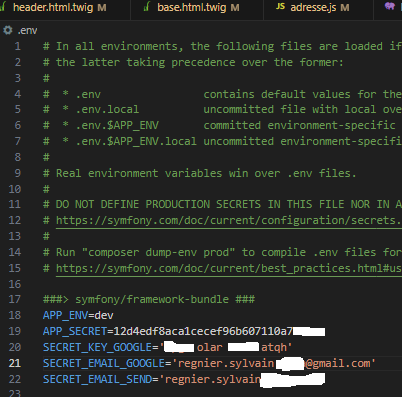 header.html.twig M base.html.twig M JS adresse.js M
.env
1 # In all environments, the following files are loaded if
2 # the latter taking precedence over the former:
3 #
4 # * .env contains default values for the
5 # * .env.local uncommitted file with local ove
6 # * .env.$APP_ENV committed environment-specific
7 # * .env.$APP_ENV.local uncommitted environment-specifi
8 #
9 # Real environment variables win over .env files.
10 #
11 # DO NOT DEFINE PRODUCTION SECRETS IN THIS FILE NOR IN A
12 # https://symfony.com/doc/current/configuration/secrets.
13 #
14 # Run "composer dump-env prod" to compile .env files for
15 # https://symfony.com/doc/current/best_practices.html#us
16
17 ###> symfony/framework-bundle ###
18 APP_ENV=dev
19 APP_SECRET=12d4edf8aca1cecef96b607110a7
20 SECRET_KEY_GOOGLE=' olar atqh'
21 SECRET_EMAIL_GOOGLE='regnier.sylvain @gmail.com'
22 SECRET_EMAIL_SEND='regnier.sylvain
23